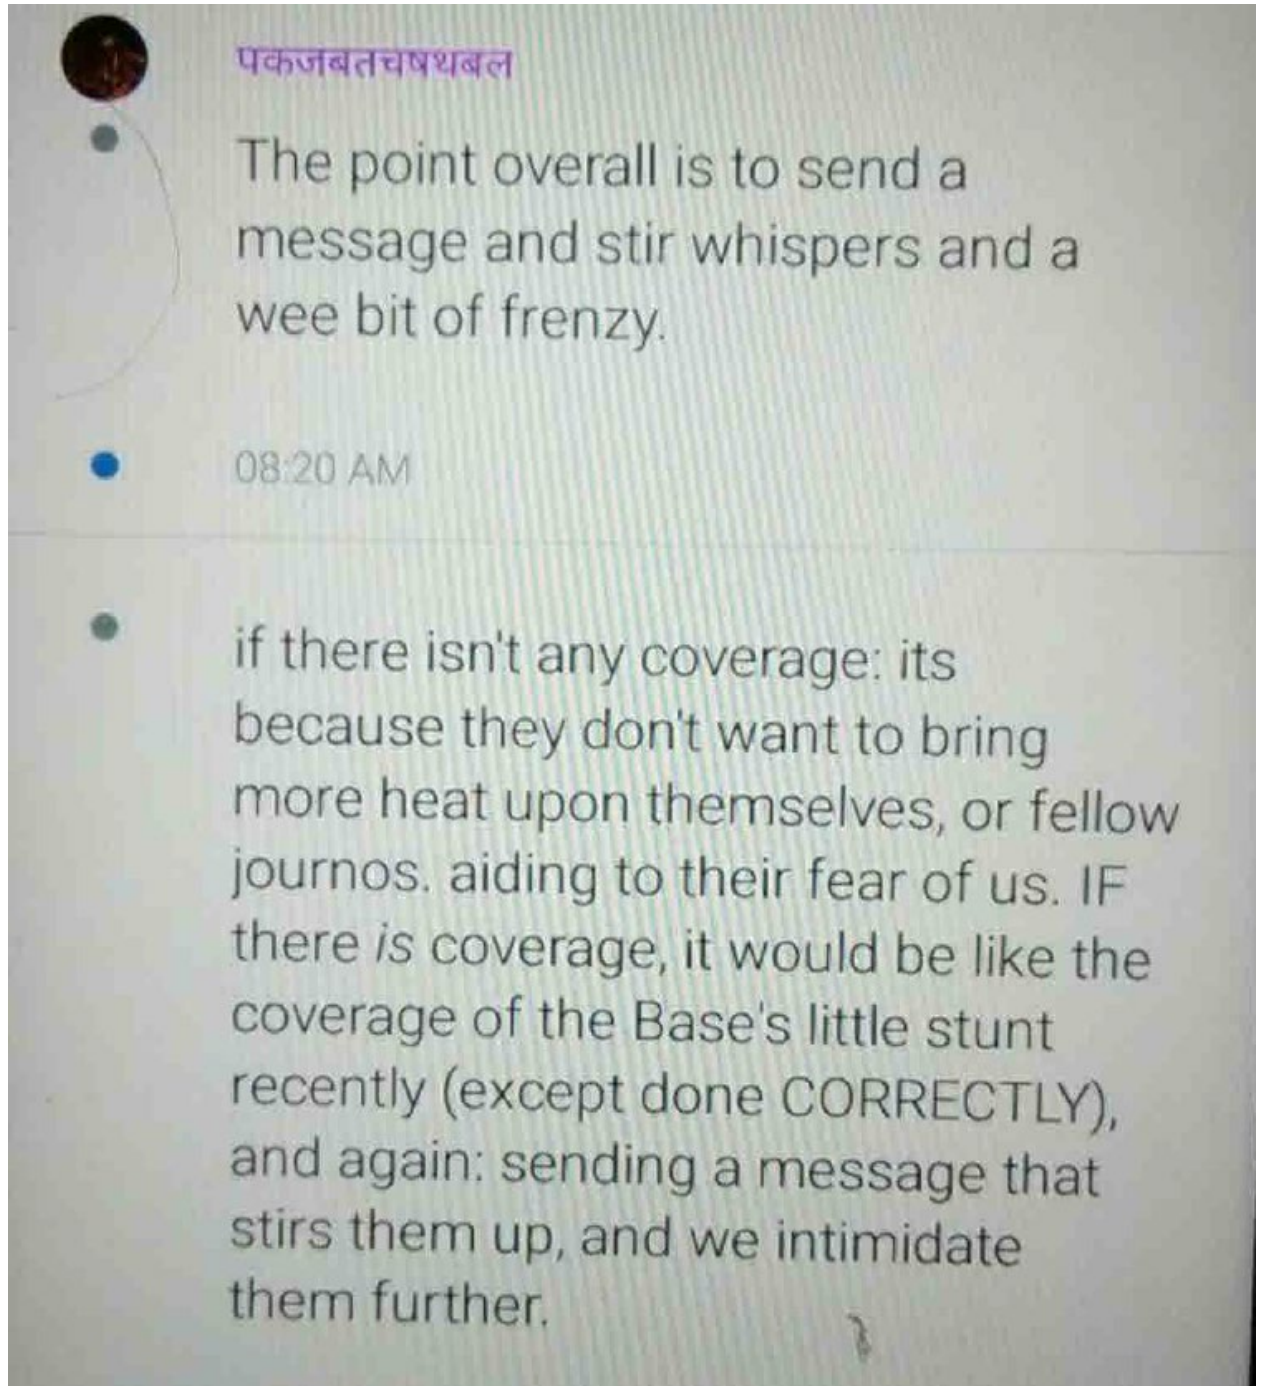 पकजबतचषथबल
The point overall is to send a
message and stir whispers and a
wee bit of frenzy.
08:20 AM
if there isn't any coverage: its
because they don't want to bring
more heat upon themselves, or fellow
journos. aiding to their fear of us. IF
there is coverage, it would be like the
coverage of the Base's little stunt
recently (except done CORRECTLY),
and again: sending a message that
stirs them up, and we intimidate
them further.